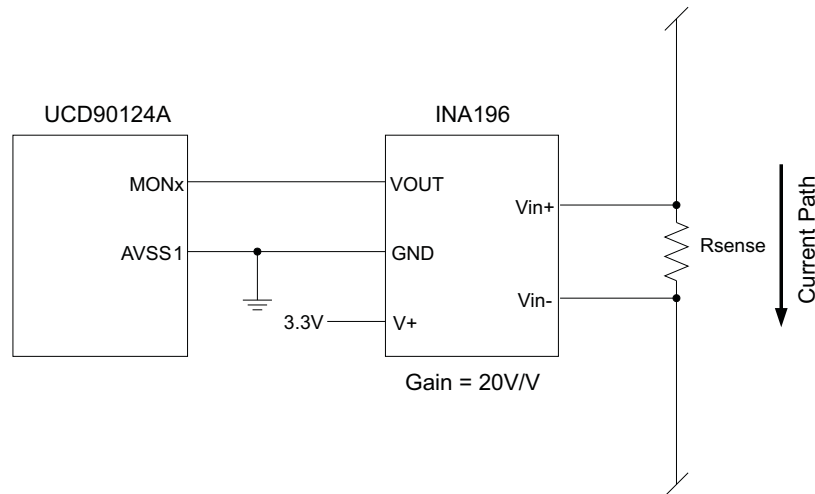 UCD90124A
INA196
MONx
VOUT
Vin+
AVSS1
GND
Rsense
Current Path
Vin-
3.3V
V+
Gain = 20V/V